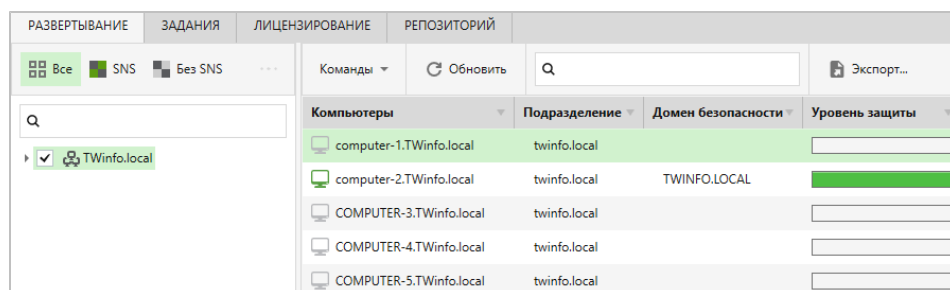 РАЗВЕРТЫВАНИЕ ЗАДАНИЯ ЛИЦЕНЗИРОВАНИЕ РЕПОЗИТОРИЙ
Все SNS Без SNS Команды Обновить Экспорт...
Компьютеры Подразделение Домен безопасности Уровень защиты
TWinfo.local
computer-1.TWinfo.local twinfo.local
computer-2.TWinfo.local twinfo.local TWINFO.LOCAL
COMPUTER-3.TWinfo.local twinfo.local
COMPUTER-4.TWinfo.local twinfo.local
COMPUTER-5.TWinfo.local twinfo.local